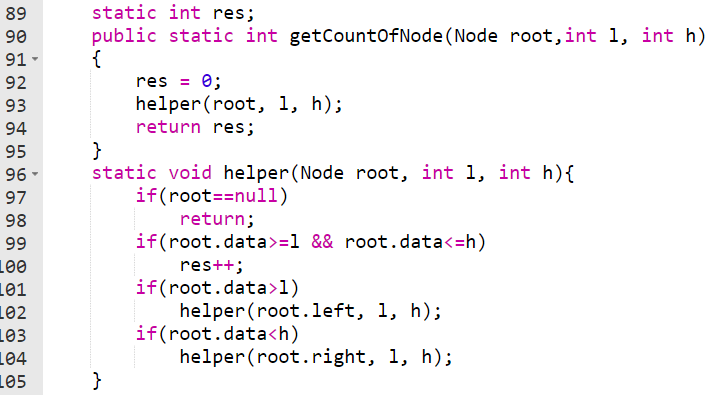 89 static int res;
90 public static int getCountOfNode(Node root,int l, int h)
91 {
92 res = 0;
93 helper(root, l, h);
94 return res;
95 }
96 static void helper(Node root, int l, int h){
97 if(root==null)
98 return;
99 if(root.data>=l && root.data<=h)
100 res++;
101 if(root.data>l)
102 helper(root.left, l, h);
103 if(root.data<h)
104 helper(root.right, l, h);
105 }